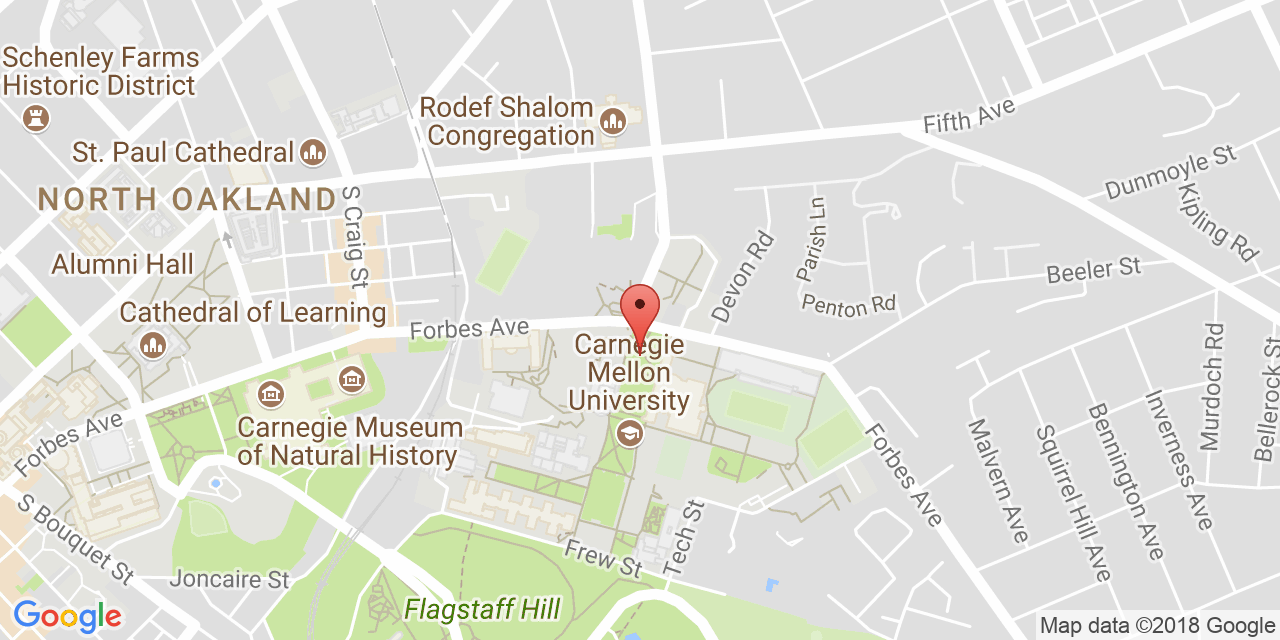 Schenley Farms
Historic District
Rodef Shalom
Congregation
Fifth Ave
St. Paul Cathedral
Dunmoyle St
NORTH OAKLAND
S Craig St
Parish Ln
Kipling Rd
Devon Rd
Alumni Hall
Beeler St
Penton Rd
Cathedral of Learning
Forbes Ave
Carnegie
Mellon
University
Murdoch Rd
Bellerock St
Forbes Ave
Carnegie Museum
of Natural History
Forbes Ave
Malvern Ave
Squirrel Hill Ave
Bennington Ave
Inverness Ave
S Bouquet St
Tech St
Frew St
Joncaire St
Flagstaff Hill
Google
Map data ©2018 Google